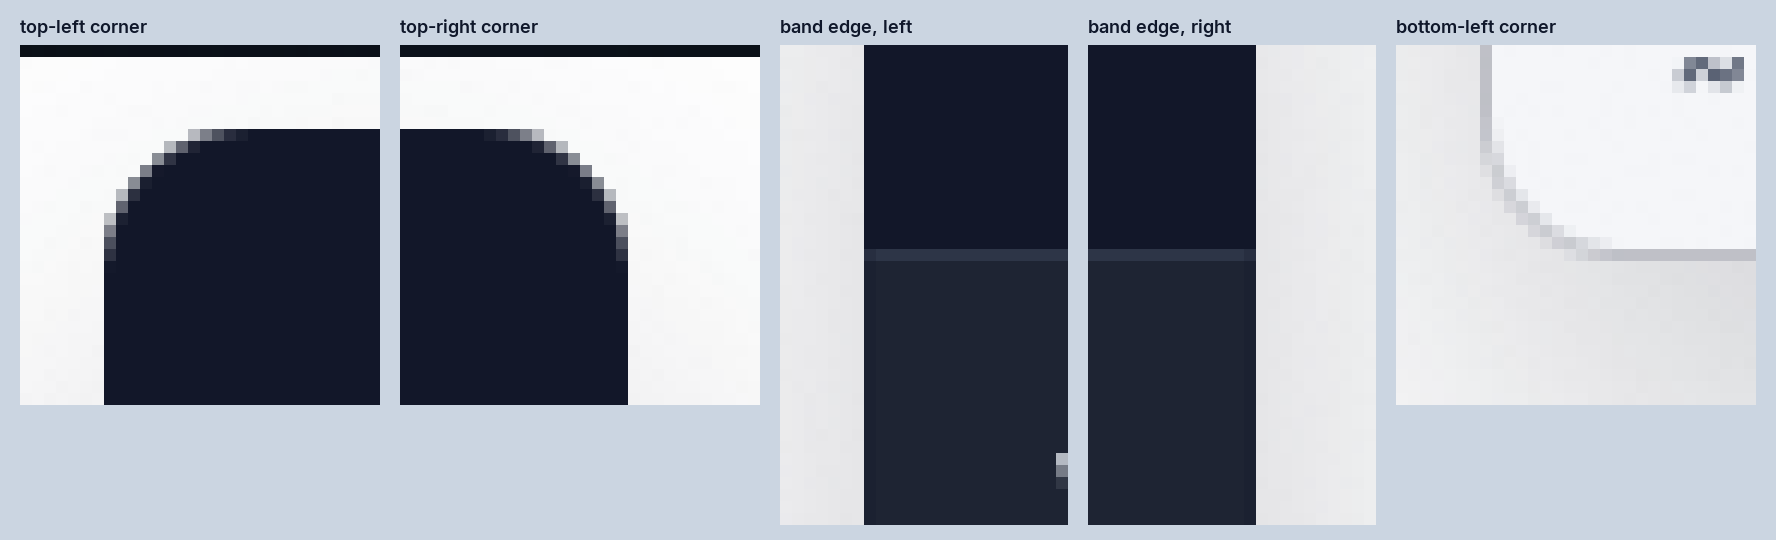 top-left corner
top-right corner
band edge, left
band edge, right
bottom-left corner